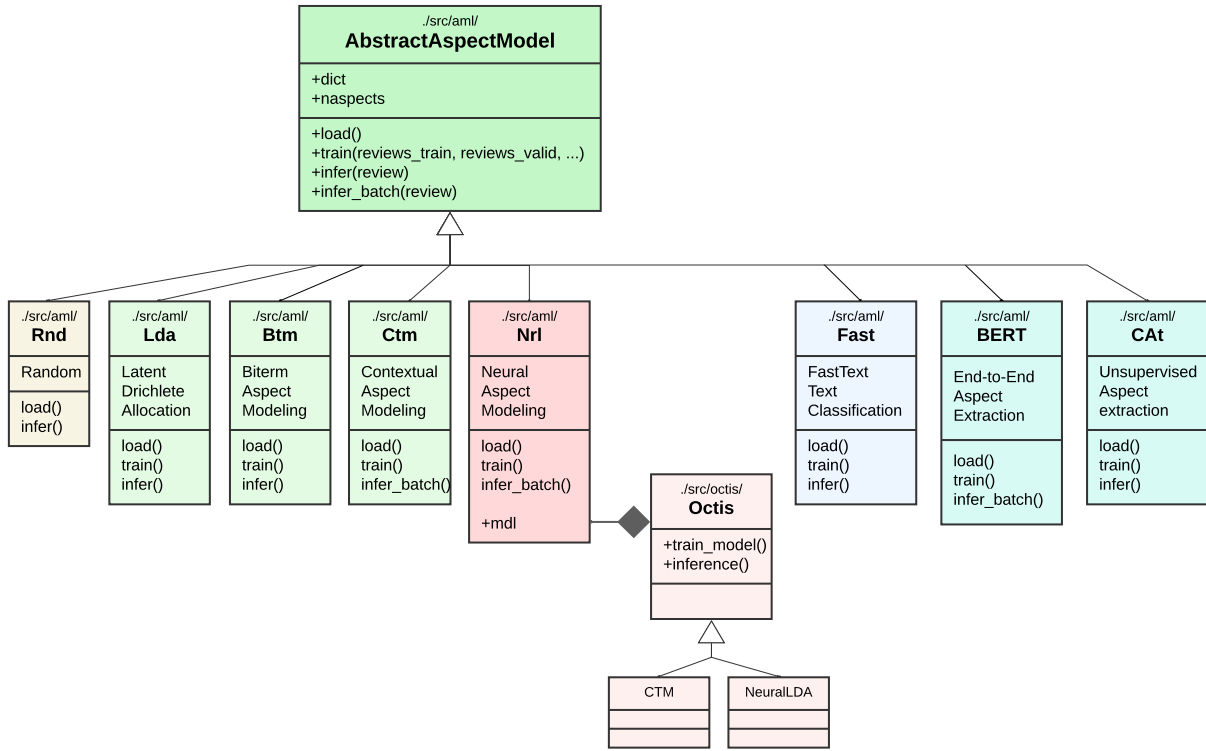 ./src/aml/
AbstractAspectModel
+dict
+naspects
+load()
+train(reviews_train, reviews_valid, ...)
+infer(review)
+infer_batch(review)
./src/aml/
Rnd
Random
load()
infer()
./src/aml/
Lda
Latent
Drichlete
Allocation
load()
train()
infer()
./src/aml/
Btm
Biterm
Aspect
Modeling
load()
train()
infer()
./src/aml/
Ctm
Contextual
Aspect
Modeling
load()
train()
infer_batch()
./src/aml/
Nrl
Neural
Aspect
Modeling
load()
train()
infer_batch()
+mdl
./src/octis/
Octis
+train_model()
+inference()
CTM
NeuralLDA
./src/aml/
Fast
FastText
Text
Classification
load()
train()
infer()
./src/aml/
BERT
End-to-End
Aspect
Extraction
load()
train()
infer_batch()
./src/aml/
CAt
Unsupervised
Aspect
extraction
load()
train()
infer()